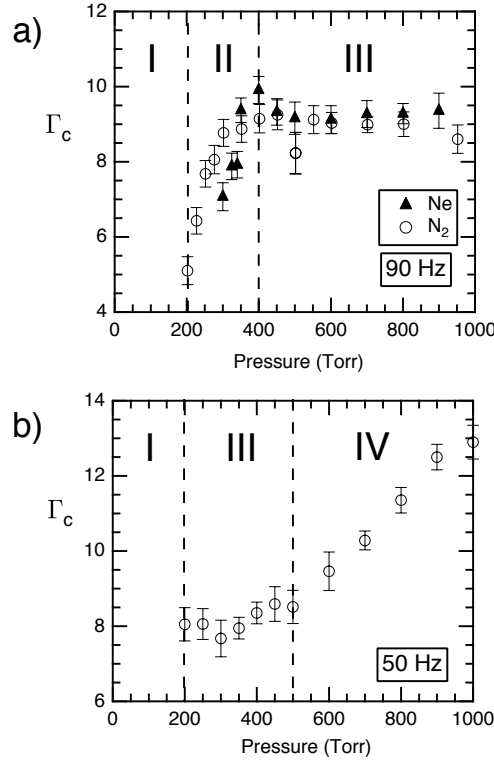 a)
12
10
8
6
4
Γc
I II III
Ne
N2
90 Hz
0 200 400 600 800 1000
Pressure (Torr)
b)
14
12
10
8
6
Γc
I III IV
50 Hz
0 200 400 600 800 1000
Pressure (Torr)